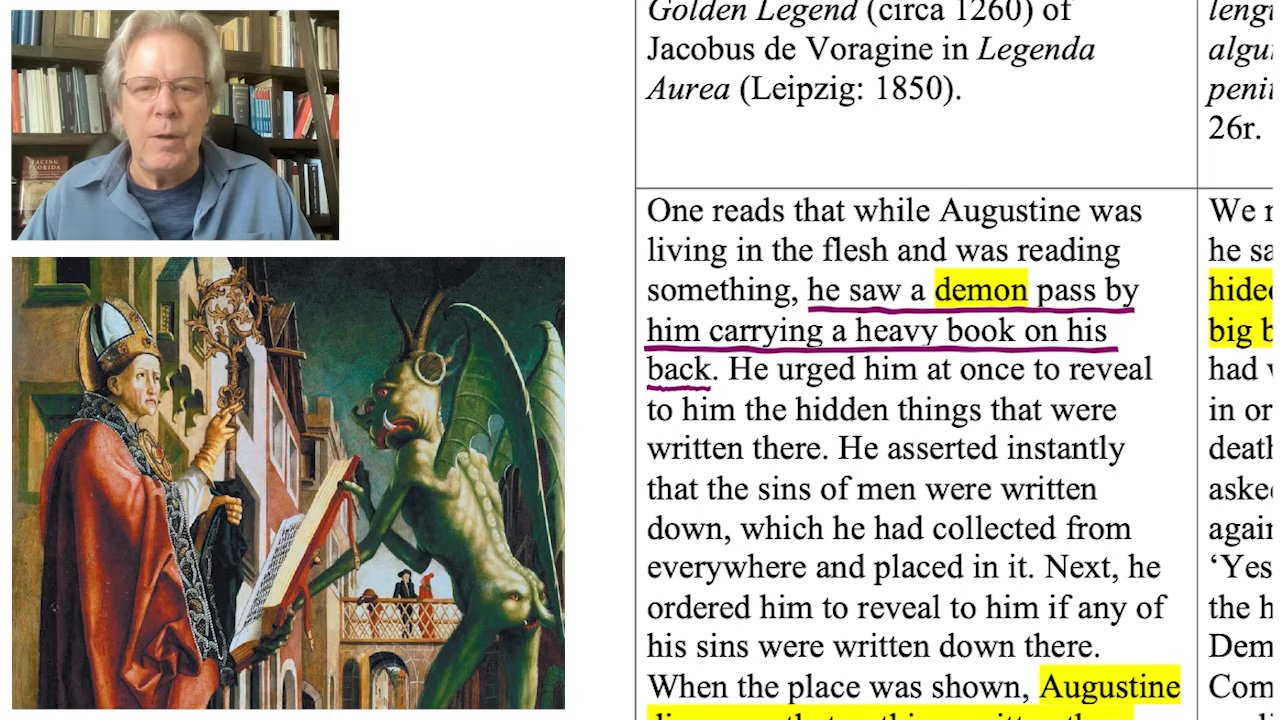 FACING
FLORIDA
Golden Legend (circa 1260) of
Jacobus de Voragine in Legenda
Aurea (Leipzig: 1850).
One reads that while Augustine was
living in the flesh and was reading
something, he saw a demon pass by
him carrying a heavy book on his
back. He urged him at once to reveal
to him the hidden things that were
written there. He asserted instantly
that the sins of men were written
down, which he had collected from
everywhere and placed in it. Next, he
ordered him to reveal to him if any of
his sins were written down there.
When the place was shown, Augustine
26r.
We
he sa
hide
big b
had
in or
death
aske
again
‘Yes
the h
Dem
Com